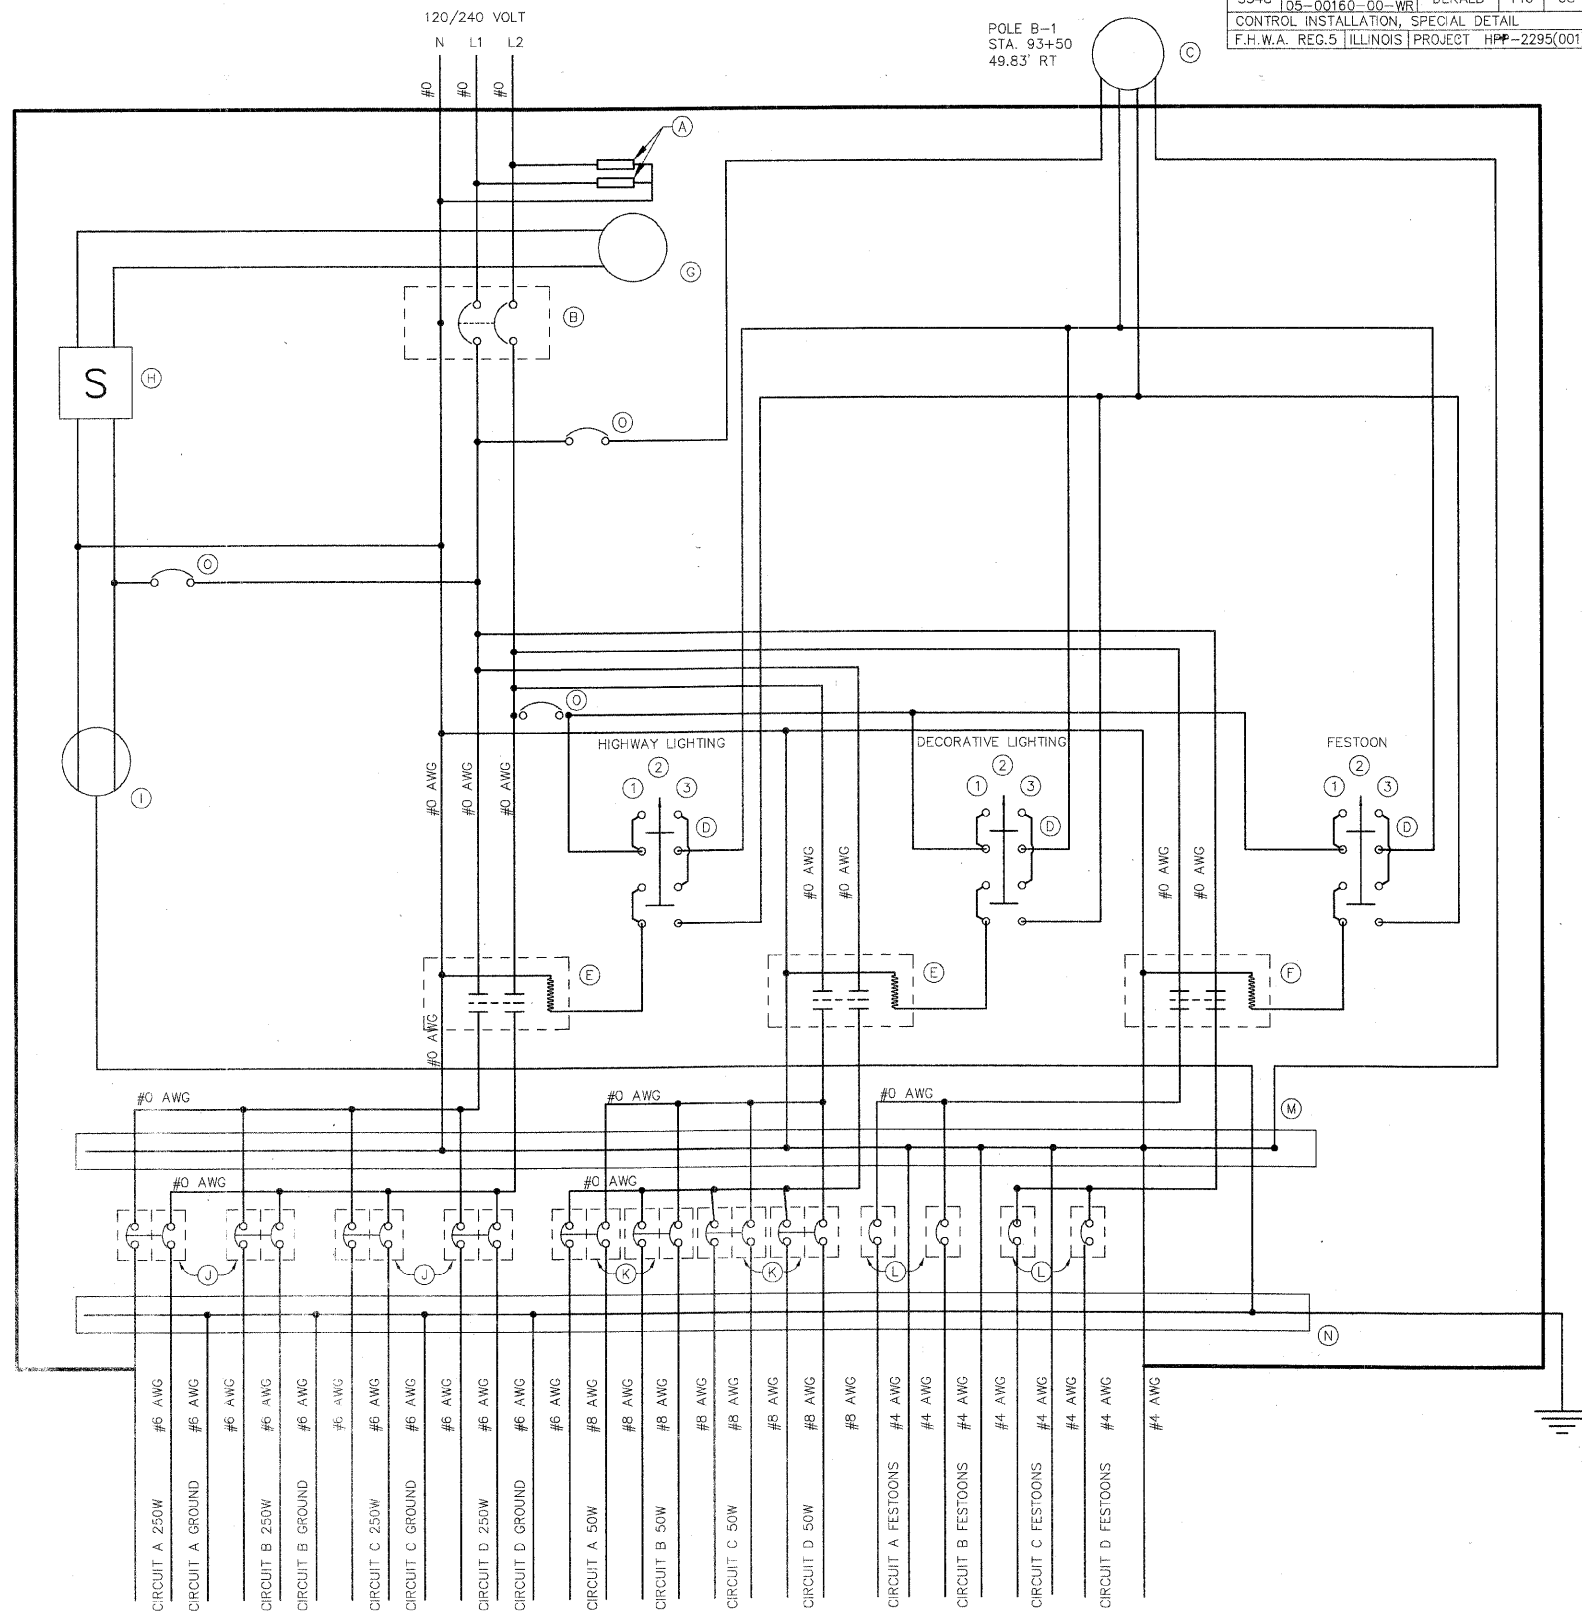 120/240 VOLT
N L1 L2
#0 #0 #0
POLE B-1
STA. 93+50
49.83' RT
C
05-00160-00-WR
CONTROL INSTALLATION, SPECIAL DETAIL
F.H.W.A. REG.5 ILLINOIS PROJECT HPP-2295(001
A
G
B
S
H
O
O
O
I
HIGHWAY LIGHTING
1 2 3
D
DECORATIVE LIGHTING
1 2 3
D
FESTOON
1 2 3
D
#0 AWG #0 AWG #0 AWG
#0 AWG #0 AWG
#0 AWG #0 AWG
E
E
F
#0 AWG
#0 AWG
#0 AWG
#0 AWG
M
#0 AWG
#0 AWG
J
J
K
K
L
L
N
#6 AWG #6 AWG #6 AWG #6 AWG #6 AWG #6 AWG #6 AWG #6 AWG #6 AWG #6 AWG #6 AWG #6 AWG
#8 AWG #8 AWG #8 AWG #8 AWG #8 AWG #8 AWG #8 AWG #8 AWG
#4 AWG #4 AWG #4 AWG #4 AWG #4 AWG #4 AWG #4 AWG #4 AWG
CIRCUIT A 250W
CIRCUIT A GROUND
CIRCUIT B 250W
CIRCUIT B GROUND
CIRCUIT C 250W
CIRCUIT C GROUND
CIRCUIT D 250W
CIRCUIT D GROUND
CIRCUIT A 50W
CIRCUIT B 50W
CIRCUIT C 50W
CIRCUIT D 50W
CIRCUIT A FESTOONS
CIRCUIT B FESTOONS
CIRCUIT C FESTOONS
CIRCUIT D FESTOONS